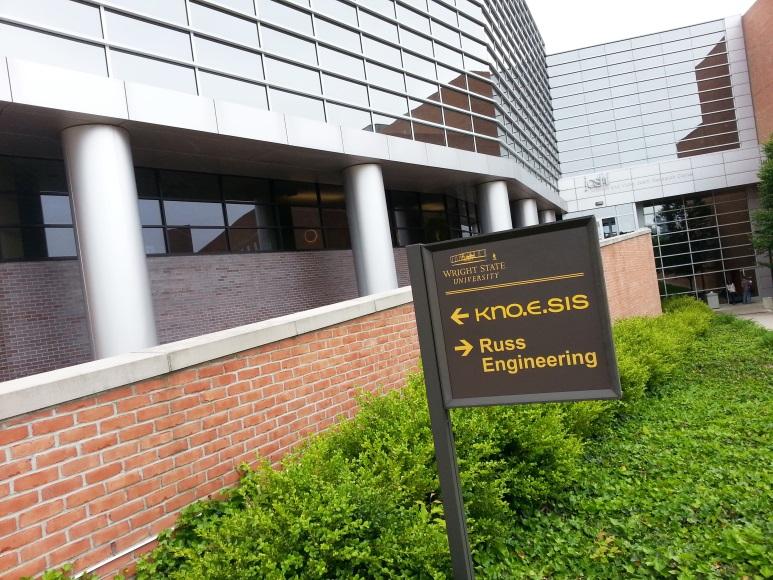 WRIGHT STATE
UNIVERSITY
← kno.e.sis
→ Russ
Engineering